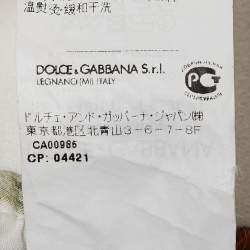 温熨烫·缓和干洗
DOLCE & GABBANA S.r.l.
LEGNANO (MI) ITALY
ドルチェ・アンド・ガッバーナ・ジャパン㈱
東京都港区北青山3-6-7-8F
CA00986
CP: 04421